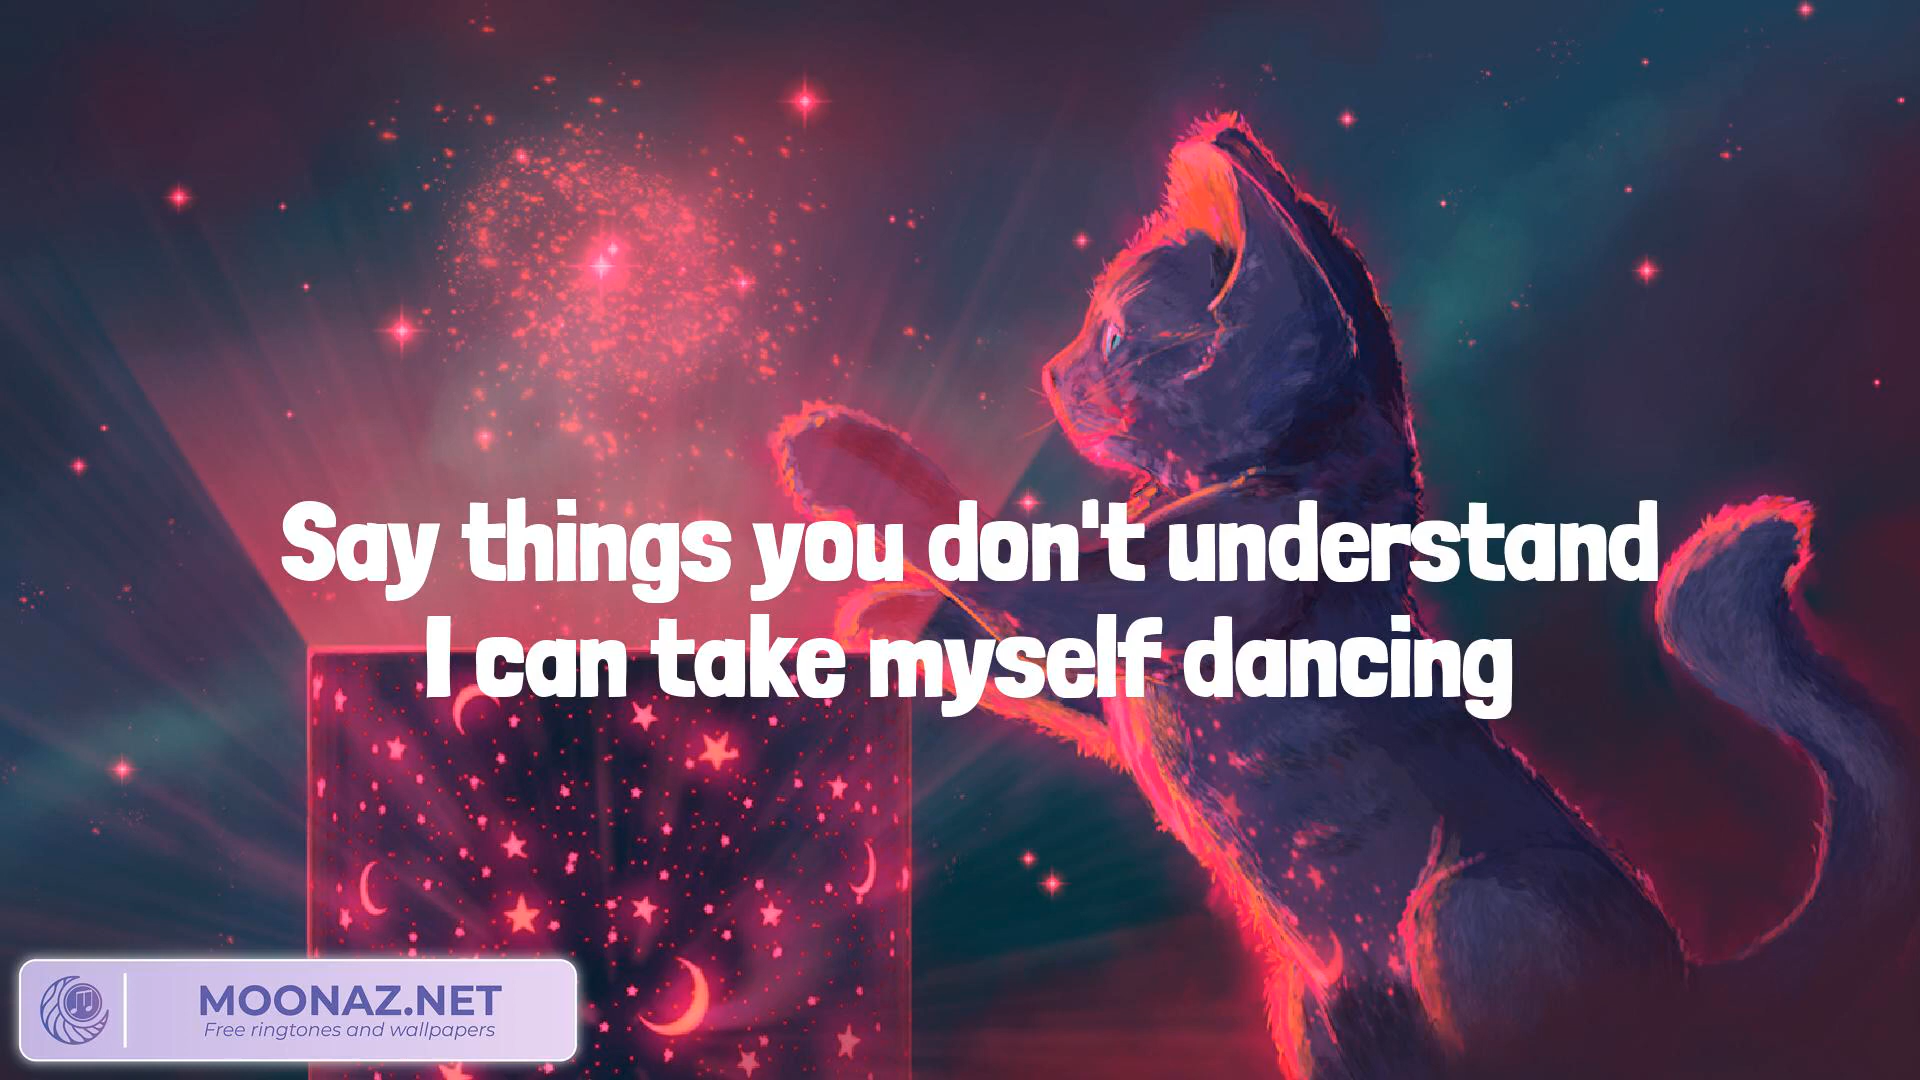 Say things you don't understand
I can take myself dancing
MOONAZ.NET
Free ringtones and wallpapers